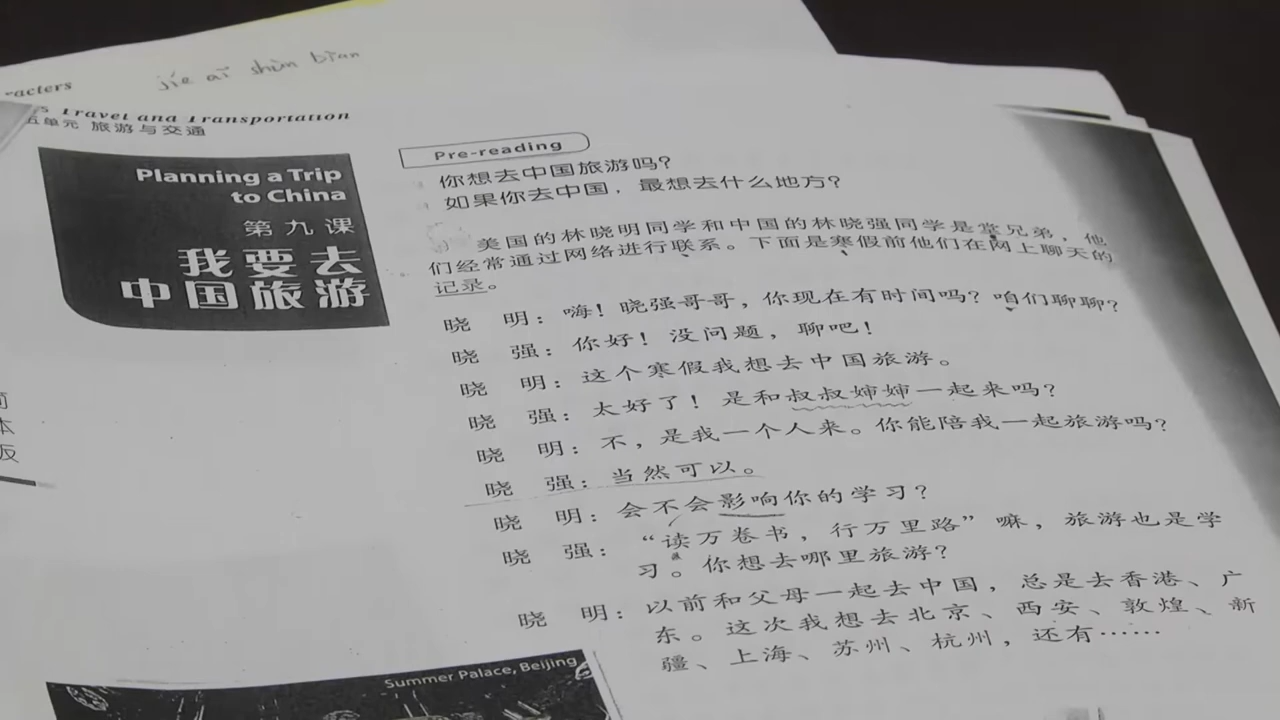 jie ai shun bian
racters
5 Travel and Transportation
五单元 旅游与交通
Planning a Trip
to China
第九课
我要去
中国旅游
Pre-reading
你想去中国旅游吗?
如果你去中国,最想去什么地方?
美国的林晓明同学和中国的林晓强同学是堂兄弟,他
们经常通过网络进行联系。下面是寒假前他们在网上聊天的
记录。
晓 明:嗨!晓强哥哥,你现在有时间吗?咱们聊聊?
晓 强:你好!没问题,聊吧!
晓 明:这个寒假我想去中国旅游。
晓 强:太好了!是和叔叔婶婶一起来吗?
晓 明:不,是我一个人来。你能陪我一起旅游吗?
晓 强:当然可以。
晓 明:会不会影响你的学习?
晓 强:“读万卷书,行万里路”嘛,旅游也是学
习。你想去哪里旅游?
晓 明:以前和父母一起去中国,总是去香港、广
东。这次我想去北京、西安、敦煌、新
疆、上海、苏州、杭州,还有……
体
版
Summer Palace, Beijing